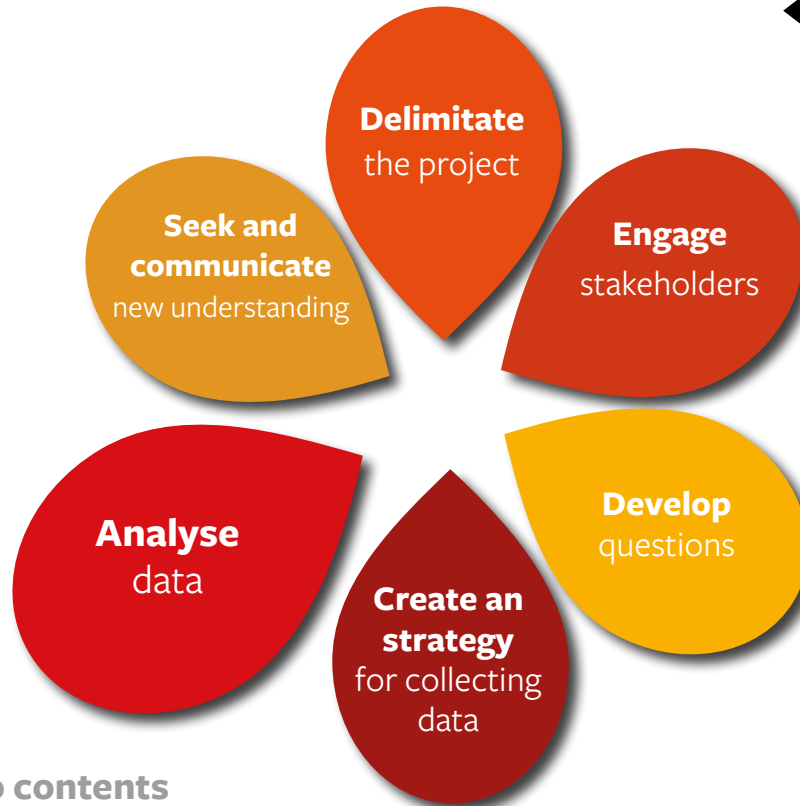 Delimitate
the project
Engage
stakeholders
Develop
questions
Create an
strategy
for collecting
data
Analyse
data
Seek and
communicate
new understanding
contents